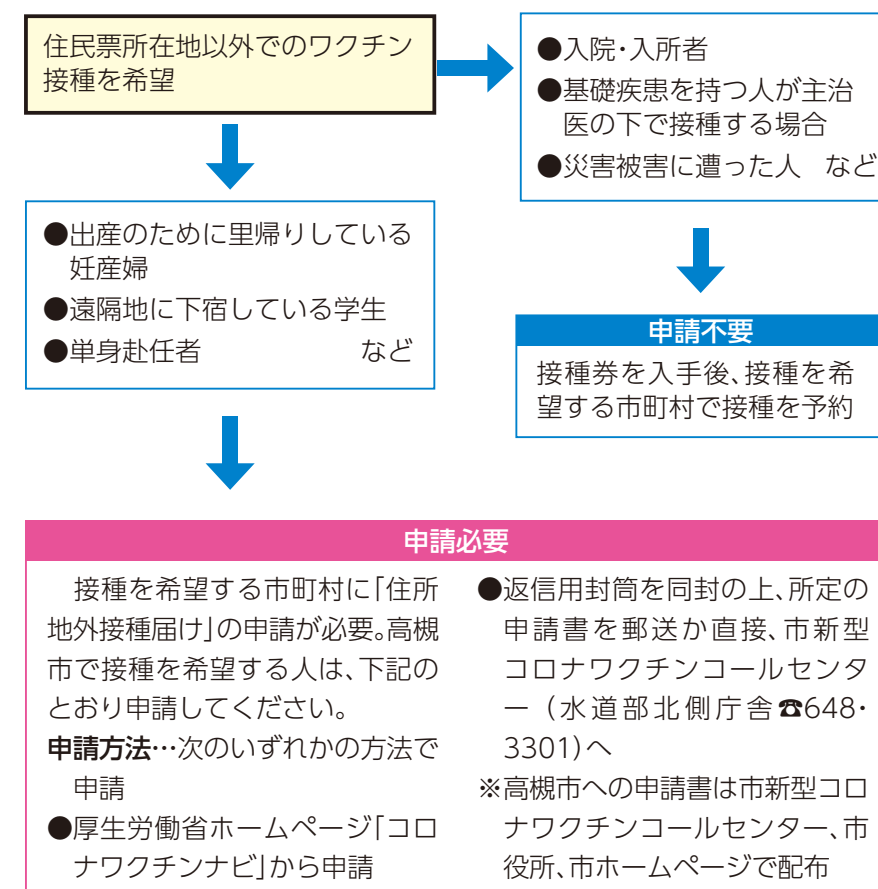 住民票所在地以外でのワクチン
接種を希望
●入院・入所者
●基礎疾患を持つ人が主治
医の下で接種する場合
●災害被害に遭った人 など
●出産のために里帰りしている
妊産婦
●遠隔地に下宿している学生
●単身赴任者 など
申請不要
接種券を入手後、接種を希
望する市町村で接種を予約
申請必要
接種を希望する市町村に「住所
地外接種届け」の申請が必要。高槻
市で接種を希望する人は、下記の
とおり申請してください。
申請方法…次のいずれかの方法で
申請
●厚生労働省ホームページ「コロ
ナワクチンナビ」から申請
●返信用封筒を同封の上、所定の
申請書を郵送か直接、市新型
コロナワクチンコールセンタ
ー(水道部北側庁舎☎648・
3301)へ
※高槻市への申請書は市新型コロ
ナワクチンコールセンター、市
役所、市ホームページで配布